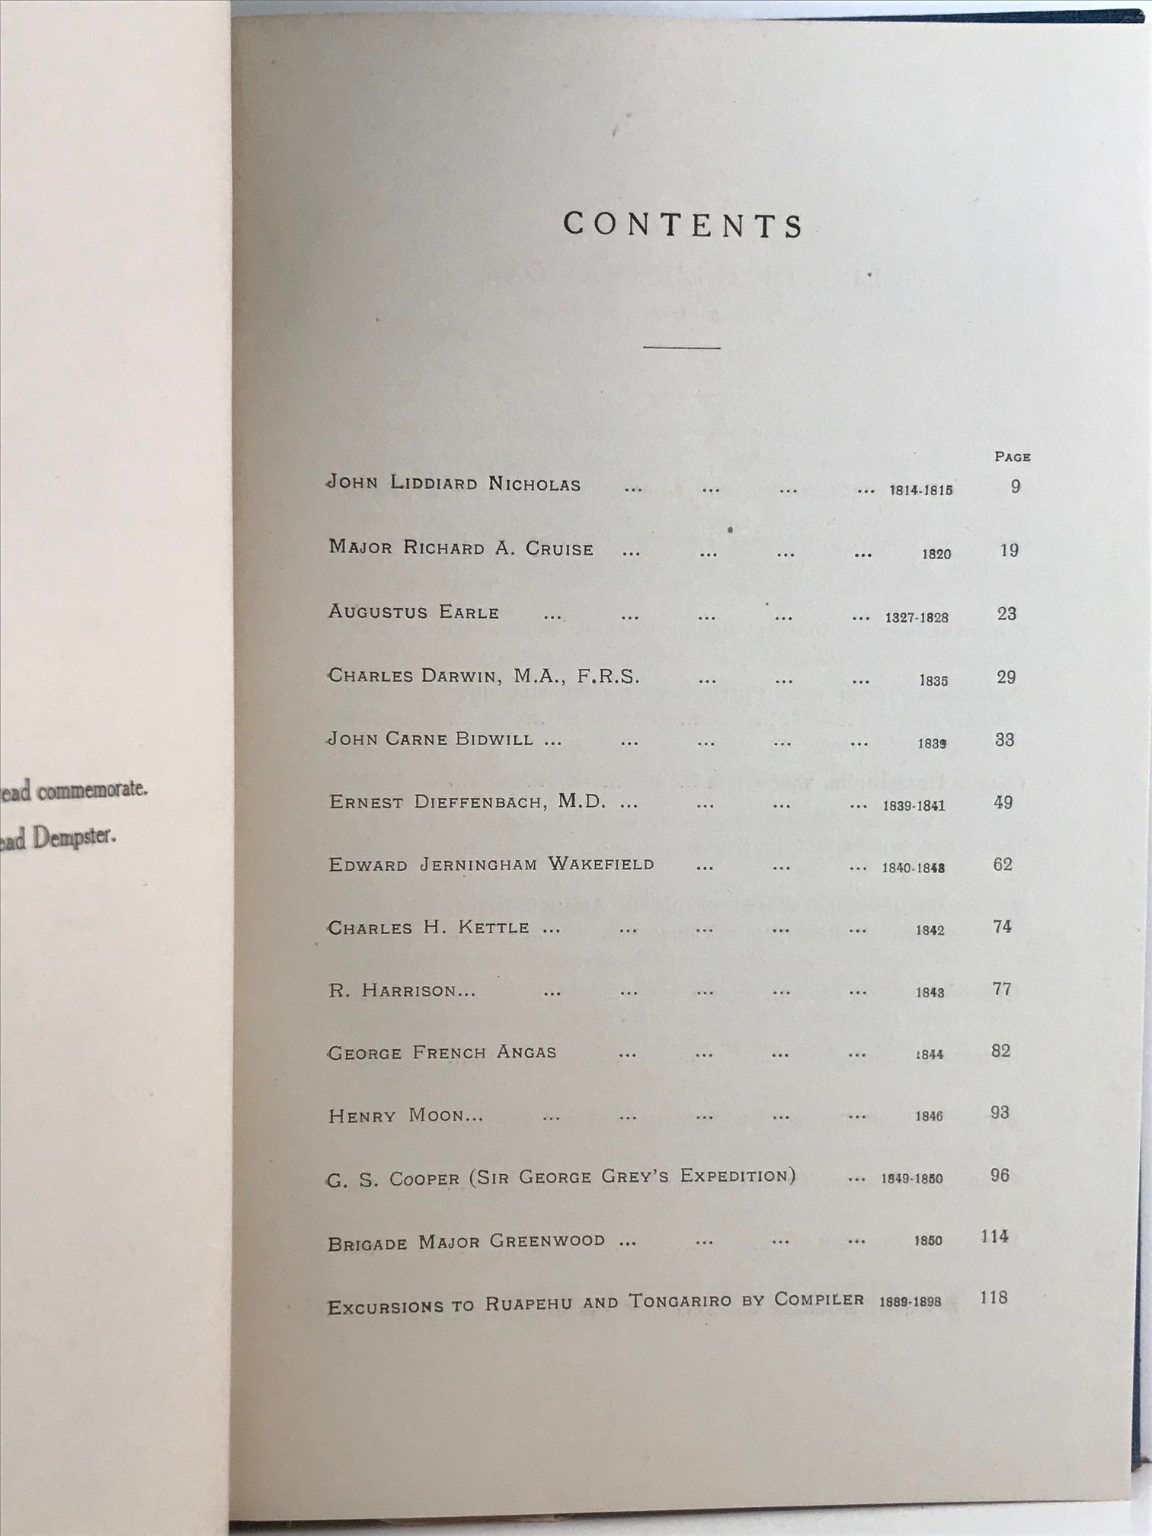 ead commemorate.
ead Dempster.
CONTENTS
PAGE
JOHN LIDDIARD NICHOLAS ... ... ... ... 1814-1815 9
MAJOR RICHARD A. CRUISE ... ... ... ... 1820 19
AUGUSTUS EARLE ... ... ... ... ... 1327-1828 23
CHARLES DARWIN, M.A., F.R.S. ... ... ... 1835 29
JOHN CARNE BIDWILL ... ... ... ... ... 1839 33
ERNEST DIEFFENBACH, M.D. ... ... ... ... 1839-1841 49
EDWARD JERNINGHAM WAKEFIELD ... ... ... 1840-1843 62
CHARLES H. KETTLE ... ... ... ... ... 1842 74
R. HARRISON... ... ... ... ... ... 1843 77
GEORGE FRENCH ANGAS ... ... ... ... 1844 82
HENRY MOON... ... ... ... ... ... 1846 93
G. S. COOPER (SIR GEORGE GREY'S EXPEDITION) ... 1849-1850 96
BRIGADE MAJOR GREENWOOD ... ... ... ... 1850 114
EXCURSIONS TO RUAPEHU AND TONGARIRO BY COMPILER 1889-1898 118